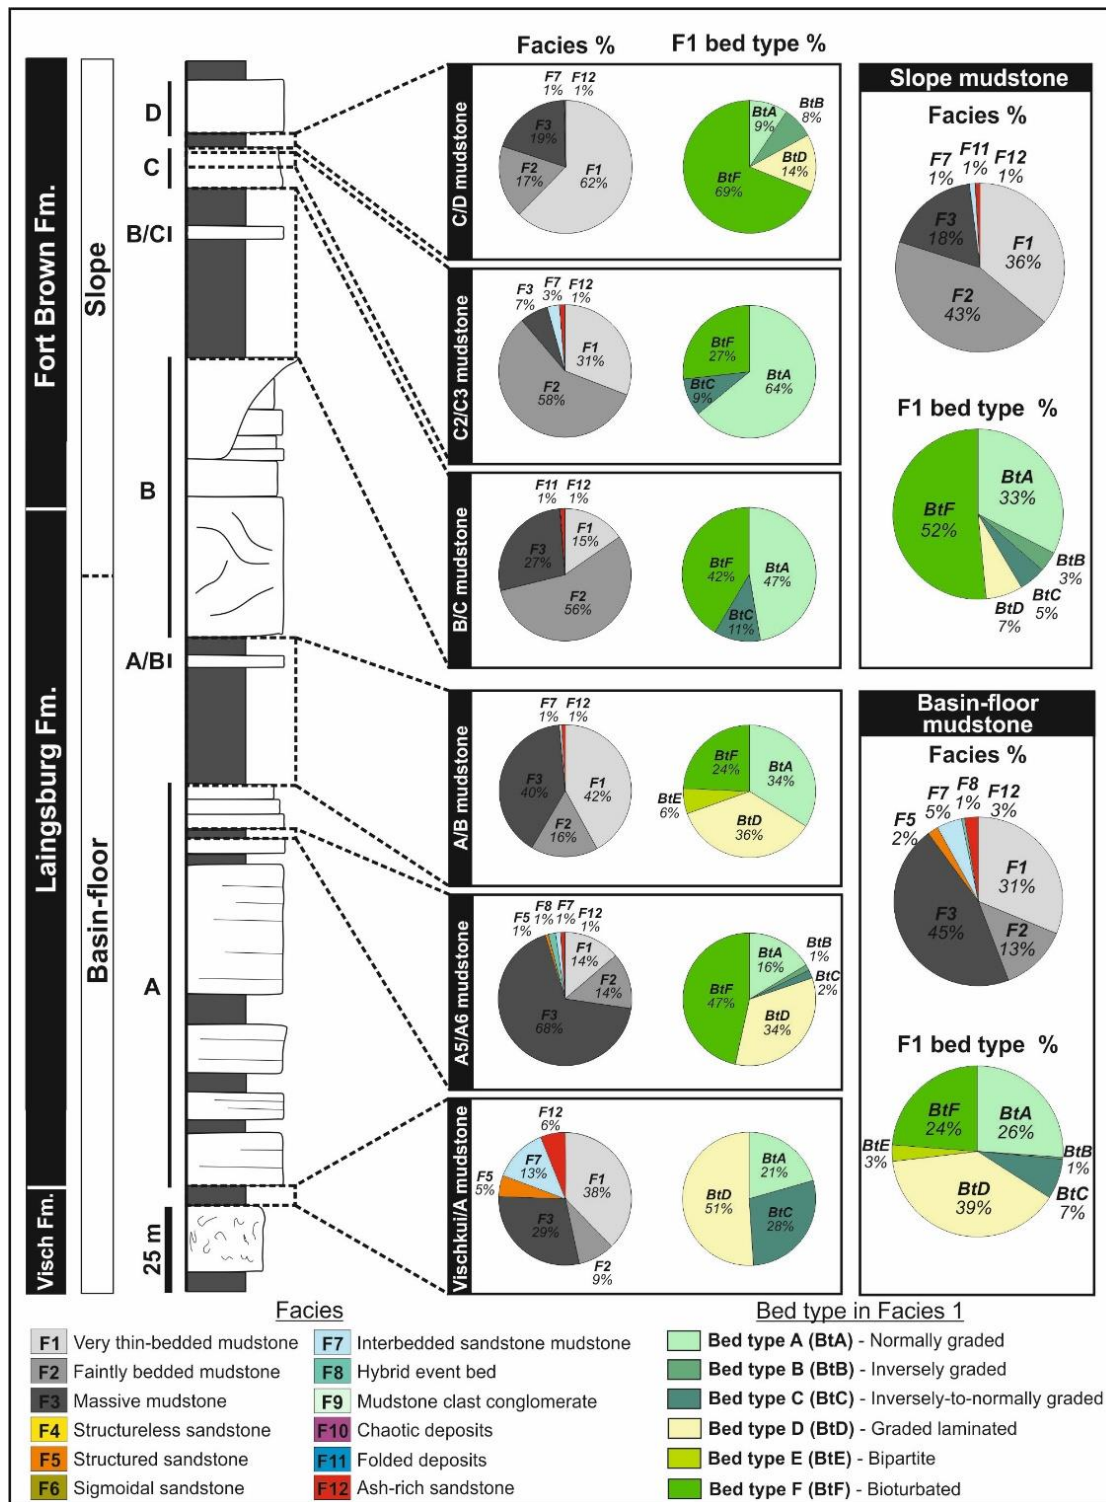 Facies %
F1 bed type %
Fort Brown Fm.
Laingsburg Fm.
Visch Fm.
Slope
Basin-floor
D
C
B/C
B
A/B
A
25 m
C/D mudstone
F7
1%
F12
1%
F3
19%
F2
17%
F1
62%
BtA
9%
BtB
8%
BtD
14%
BtF
69%
C2/C3 mudstone
F3
7%
F7
3%
F12
1%
F1
31%
F2
58%
BtF
27%
BtC
9%
BtA
64%
B/C mudstone
F11
1%
F12
1%
F1
15%
F3
27%
F2
56%
BtF
42%
BtA
47%
BtC
11%
A/B mudstone
F7
1%
F12
1%
F3
40%
F1
42%
F2
16%
BtF
24%
BtA
34%
BtE
6%
BtD
36%
A5/A6 mudstone
F5
1%
F8
1%
F7
1%
F12
1%
F1
14%
F2
14%
F3
68%
BtA
16%
BtB
1%
BtC
2%
BtF
47%
BtD
34%
Vischkui/A mudstone
F12
6%
F7
13%
F5
5%
F1
38%
F3
29%
F2
9%
BtA
21%
BtD
51%
BtC
28%
Slope mudstone
Facies %
F7
1%
F11
1%
F12
1%
F3
18%
F1
36%
F2
43%
F1 bed type %
BtA
33%
BtF
52%
BtB
3%
BtC
5%
BtD
7%
Basin-floor
mudstone
Facies %
F5
2%
F7
5%
F8
1%
F12
3%
F1
31%
F3
45%
F2
13%
F1 bed type %
BtF
24%
BtA
26%
BtE
3%
BtB
1%
BtC
7%
BtD
39%
Facies
F1 Very thin-bedded mudstone
F2 Faintly bedded mudstone
F3 Massive mudstone
F4 Structureless sandstone
F5 Structured sandstone
F6 Sigmoidal sandstone
F7 Interbedded sandstone mudstone
F8 Hybrid event bed
F9 Mudstone clast conglomerate
F10 Chaotic deposits
F11 Folded deposits
F12 Ash-rich sandstone
Bed type in Facies 1
Bed type A (BtA) - Normally graded
Bed type B (BtB) - Inversely graded
Bed type C (BtC) - Inversely-to-normally graded
Bed type D (BtD) - Graded laminated
Bed type E (BtE) - Bipartite
Bed type F (BtF) - Bioturbated